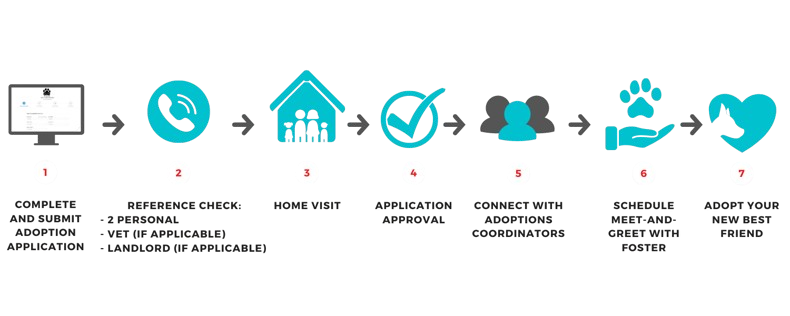 1
COMPLETE
AND SUBMIT
ADOPTION
APPLICATION
2
REFERENCE CHECK:
- 2 PERSONAL
- VET (IF APPLICABLE)
- LANDLORD (IF APPLICABLE)
3
HOME VISIT
4
APPLICATION
APPROVAL
5
CONNECT WITH
ADOPTIONS
COORDINATORS
6
SCHEDULE
MEET-AND-
GREET WITH
FOSTER
7
ADOPT YOUR
NEW BEST
FRIEND